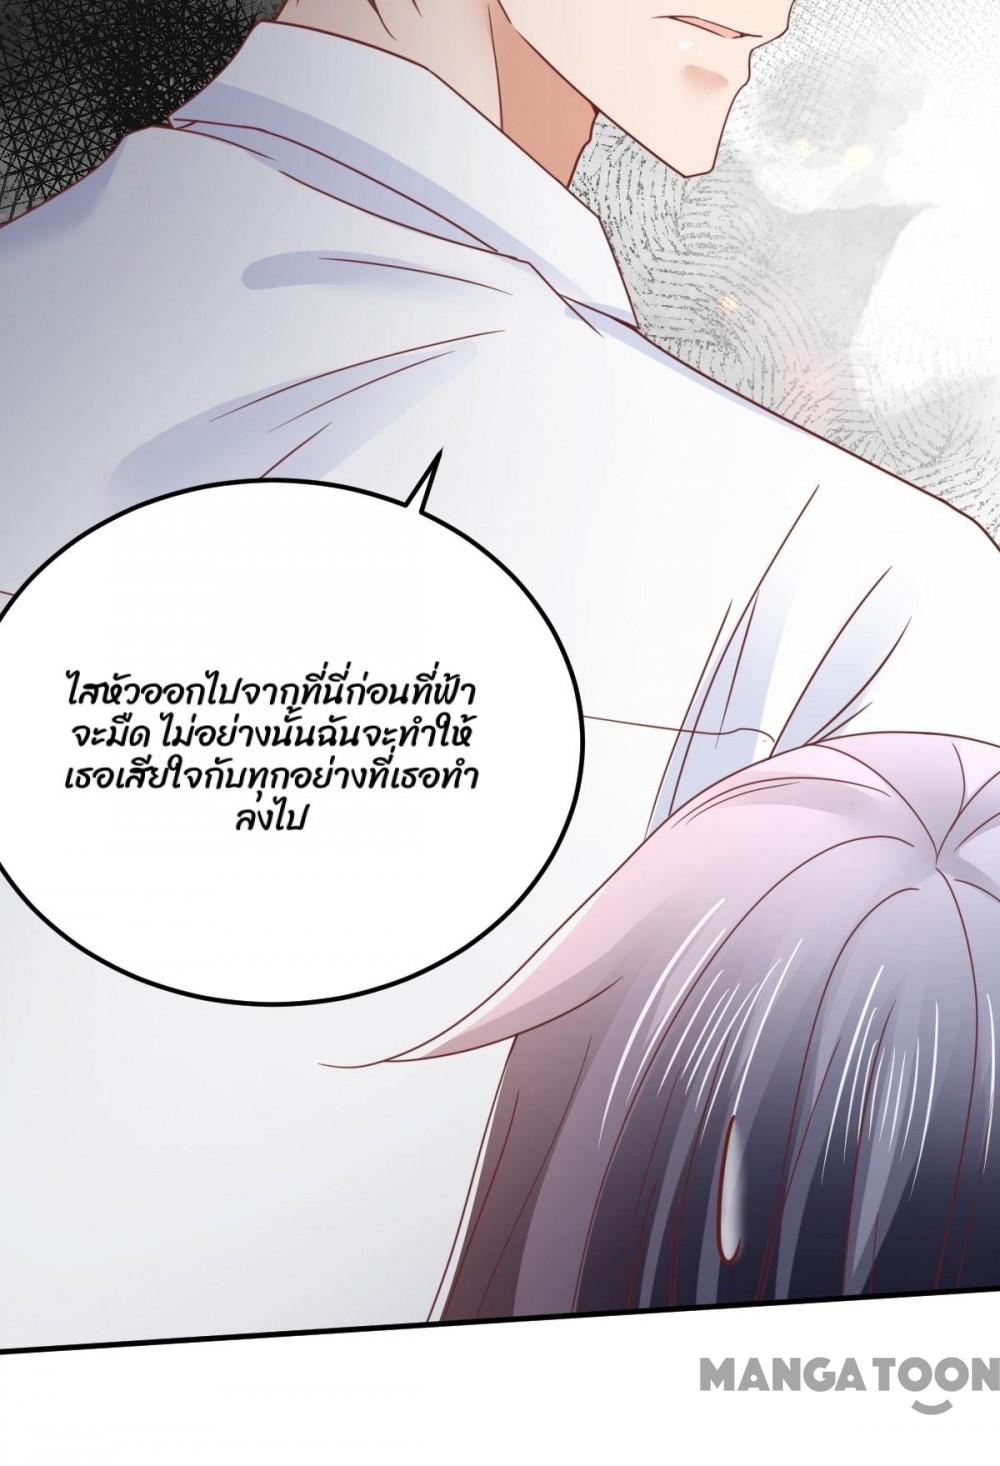 ไสหัวออกไปจากที่นี่ก่อนที่ฟ้า
จะมืด ไม่อย่างนั้นฉันจะทำให้
เธอเสียใจกับทุกอย่างที่เธอทำ
ลงไป
MANGATOON